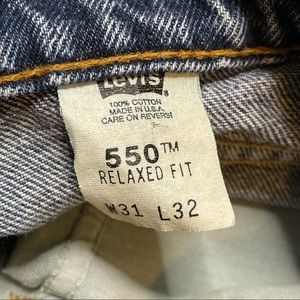 LEVI'S
100% COTTON
MADE IN U.S.A.
CARE ON REVERSE
550™
RELAXED FIT
W31 L32